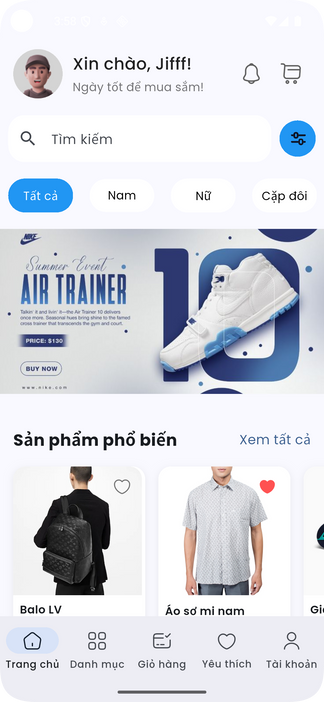 Xin chào, Jifff!
Ngày tốt để mua sắm!
Tìm kiếm
Tất cả
Nam
Nữ
Cặp đôi
NIKE
Summer Event
10
AIR TRAINER
Talkin' it and livin' it—the Air Trainer 10 delivers
once more. Seasonal hues bring shine to the famed
cross trainer that transcends the gym and court.
PRICE: $130
BUY NOW
www.nike.com
Sản phẩm phổ biến
Xem tất cả
Balo LV
Áo sơ mi nam
Trang chủ
Danh mục
Giỏ hàng
Yêu thích
Tài khoản